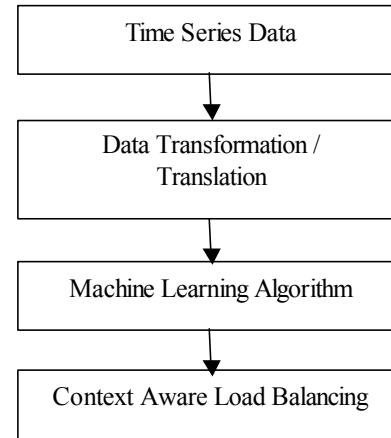 Time Series Data
Data Transformation /
Translation
Machine Learning Algorithm
Context Aware Load Balancing